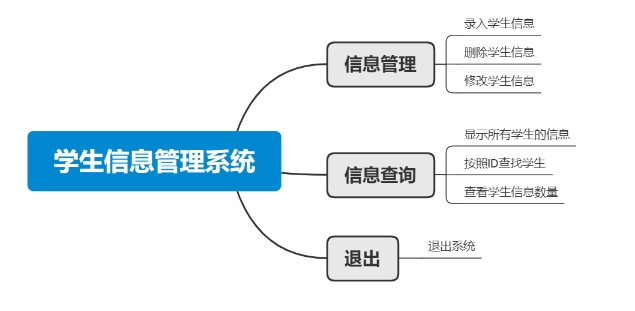 学生信息管理系统
信息管理
录入学生信息
删除学生信息
修改学生信息
信息查询
显示所有学生的信息
按照ID查找学生
查看学生信息数量
退出
退出系统